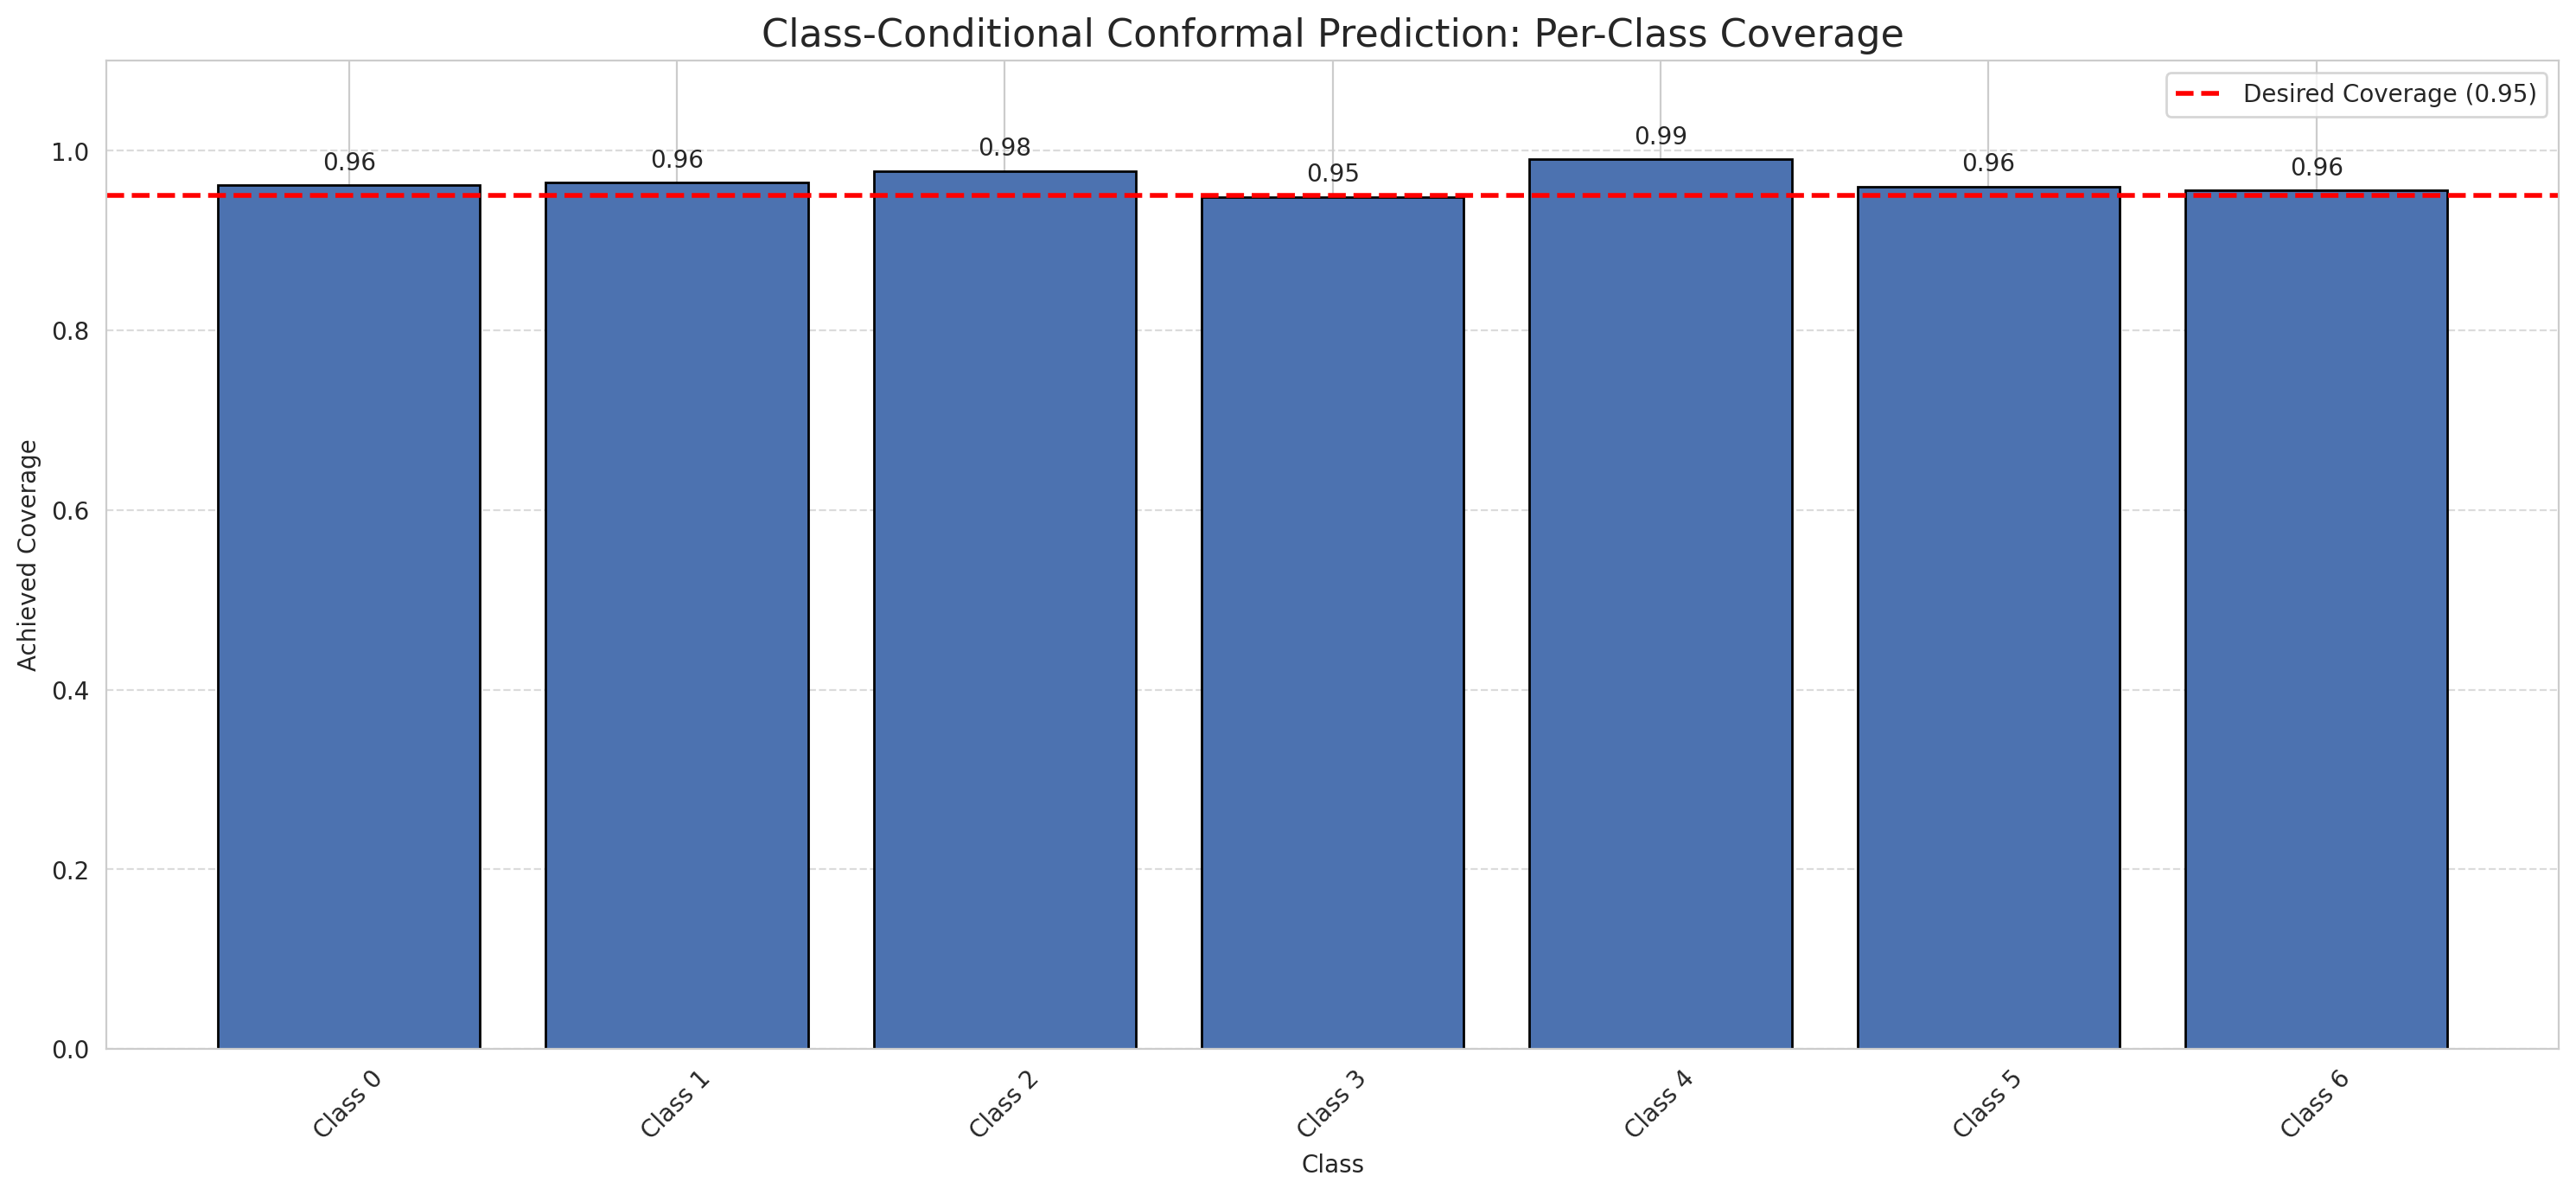 Class-Conditional Conformal Prediction: Per-Class Coverage
Desired Coverage (0.95)
Achieved Coverage
1.0
0.8
0.6
0.4
0.2
0.0
0.96
0.96
0.98
0.95
0.99
0.96
0.96
Class 0
Class 1
Class 2
Class 3
Class 4
Class 5
Class 6
Class